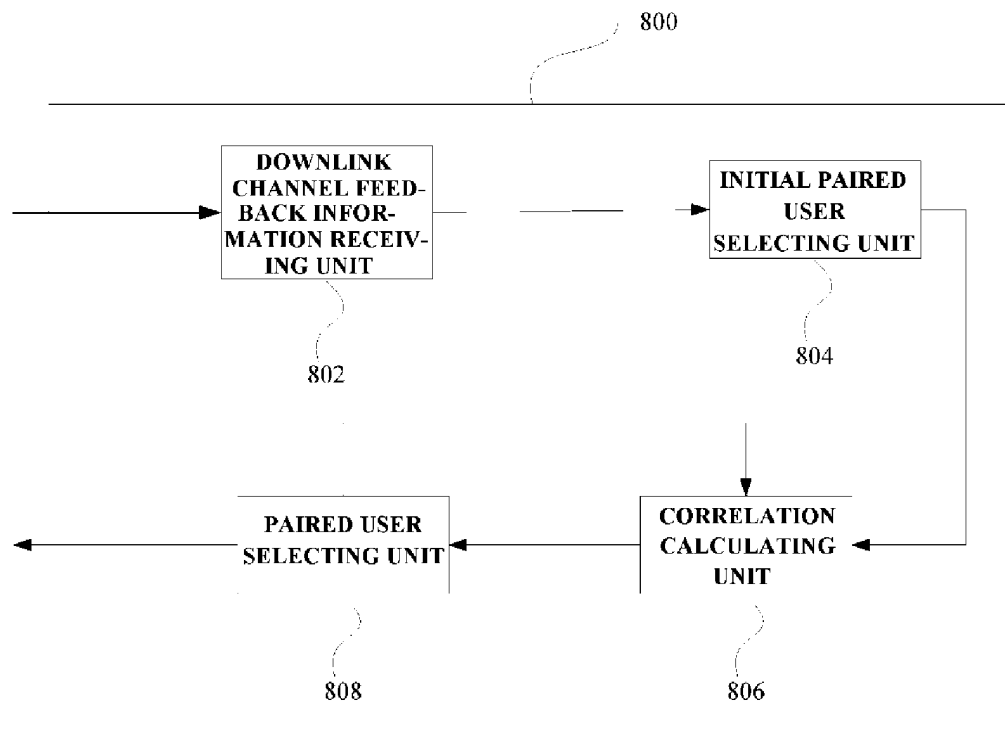 800
DOWNLINK
CHANNEL FEED-
BACK INFOR-
MATION RECEIV-
ING UNIT
INITIAL PAIRED
USER
SELECTING UNIT
802
804
PAIRED USER
SELECTING UNIT
CORRELATION
CALCULATING
UNIT
808
806